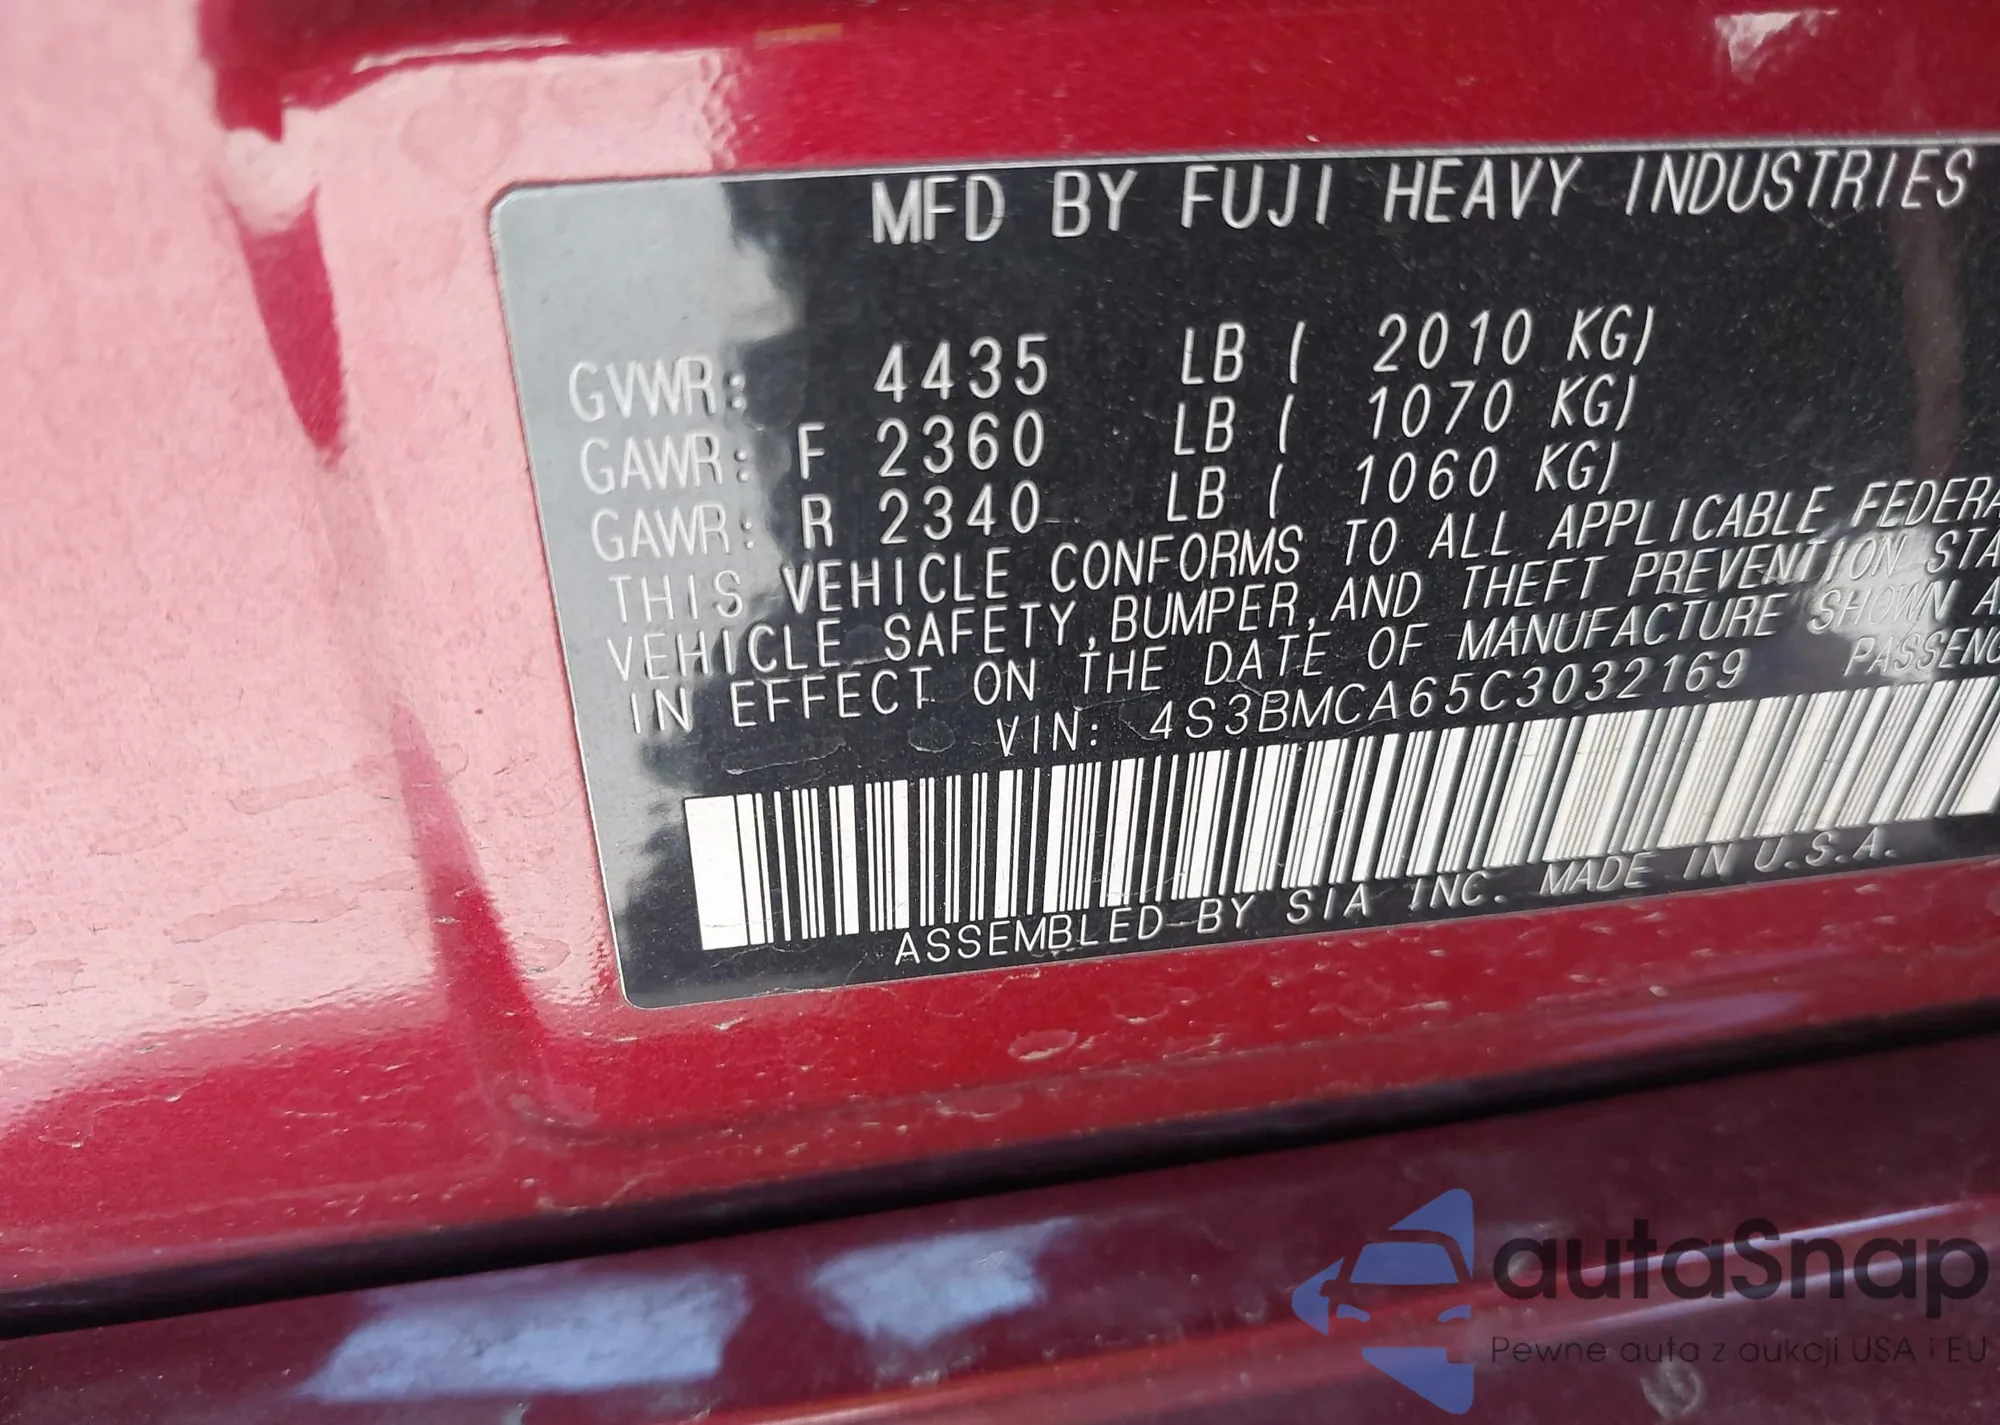 MFD BY FUJI HEAVY INDUSTRIES
GVWR: 4435 LB ( 2010 KG)
GAWR: F 2360 LB ( 1070 KG)
GAWR: R 2340 LB ( 1060 KG)
THIS VEHICLE CONFORMS TO ALL APPLICABLE FEDERA
VEHICLE SAFETY,BUMPER,AND THEFT PREVENTION STA
IN EFFECT ON THE DATE OF MANUFACTURE SHOWN A
VIN: 4S3BMCA65C3032169 PASSENG
ASSEMBLED BY SIA INC. MADE IN U.S.A.
autaSnap
Pewne auta z aukcji USA i EU